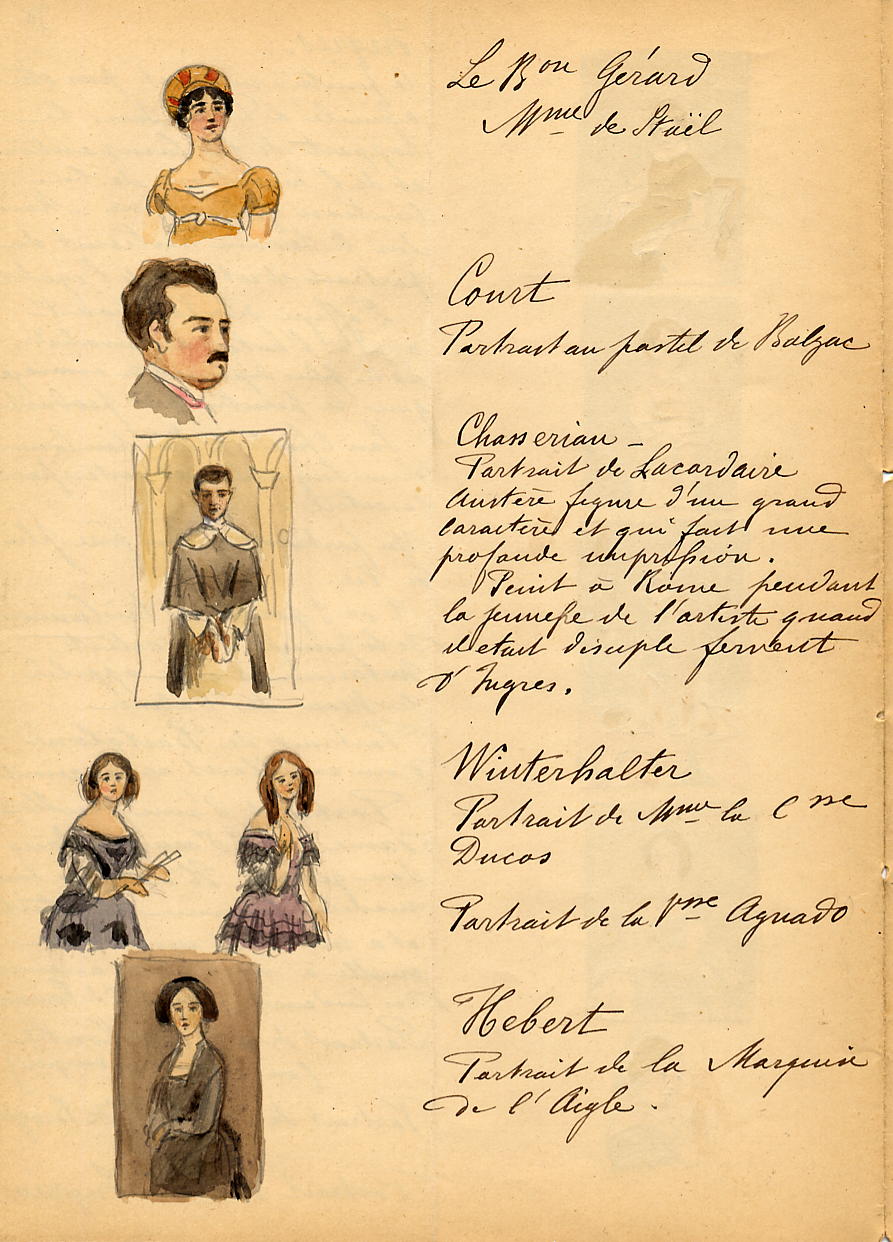 Le Bon Gérard
Mme de Staël
Court
Portrait au pastel de Balzac
Chasseriau -
Portrait de Lacordaire
Austère figure d'un grand
caractère et qui fait une
profonde impression.
Peint à Rome pendant
la jeunesse de l'artiste quand
il etait disciple fervent
d'Ingres.
Winterhalter
Portrait de Mme la Csse
Ducos
Portrait de la Vsse Aguado
Hebert
Portrait de la Marquise
de l'Aigle.